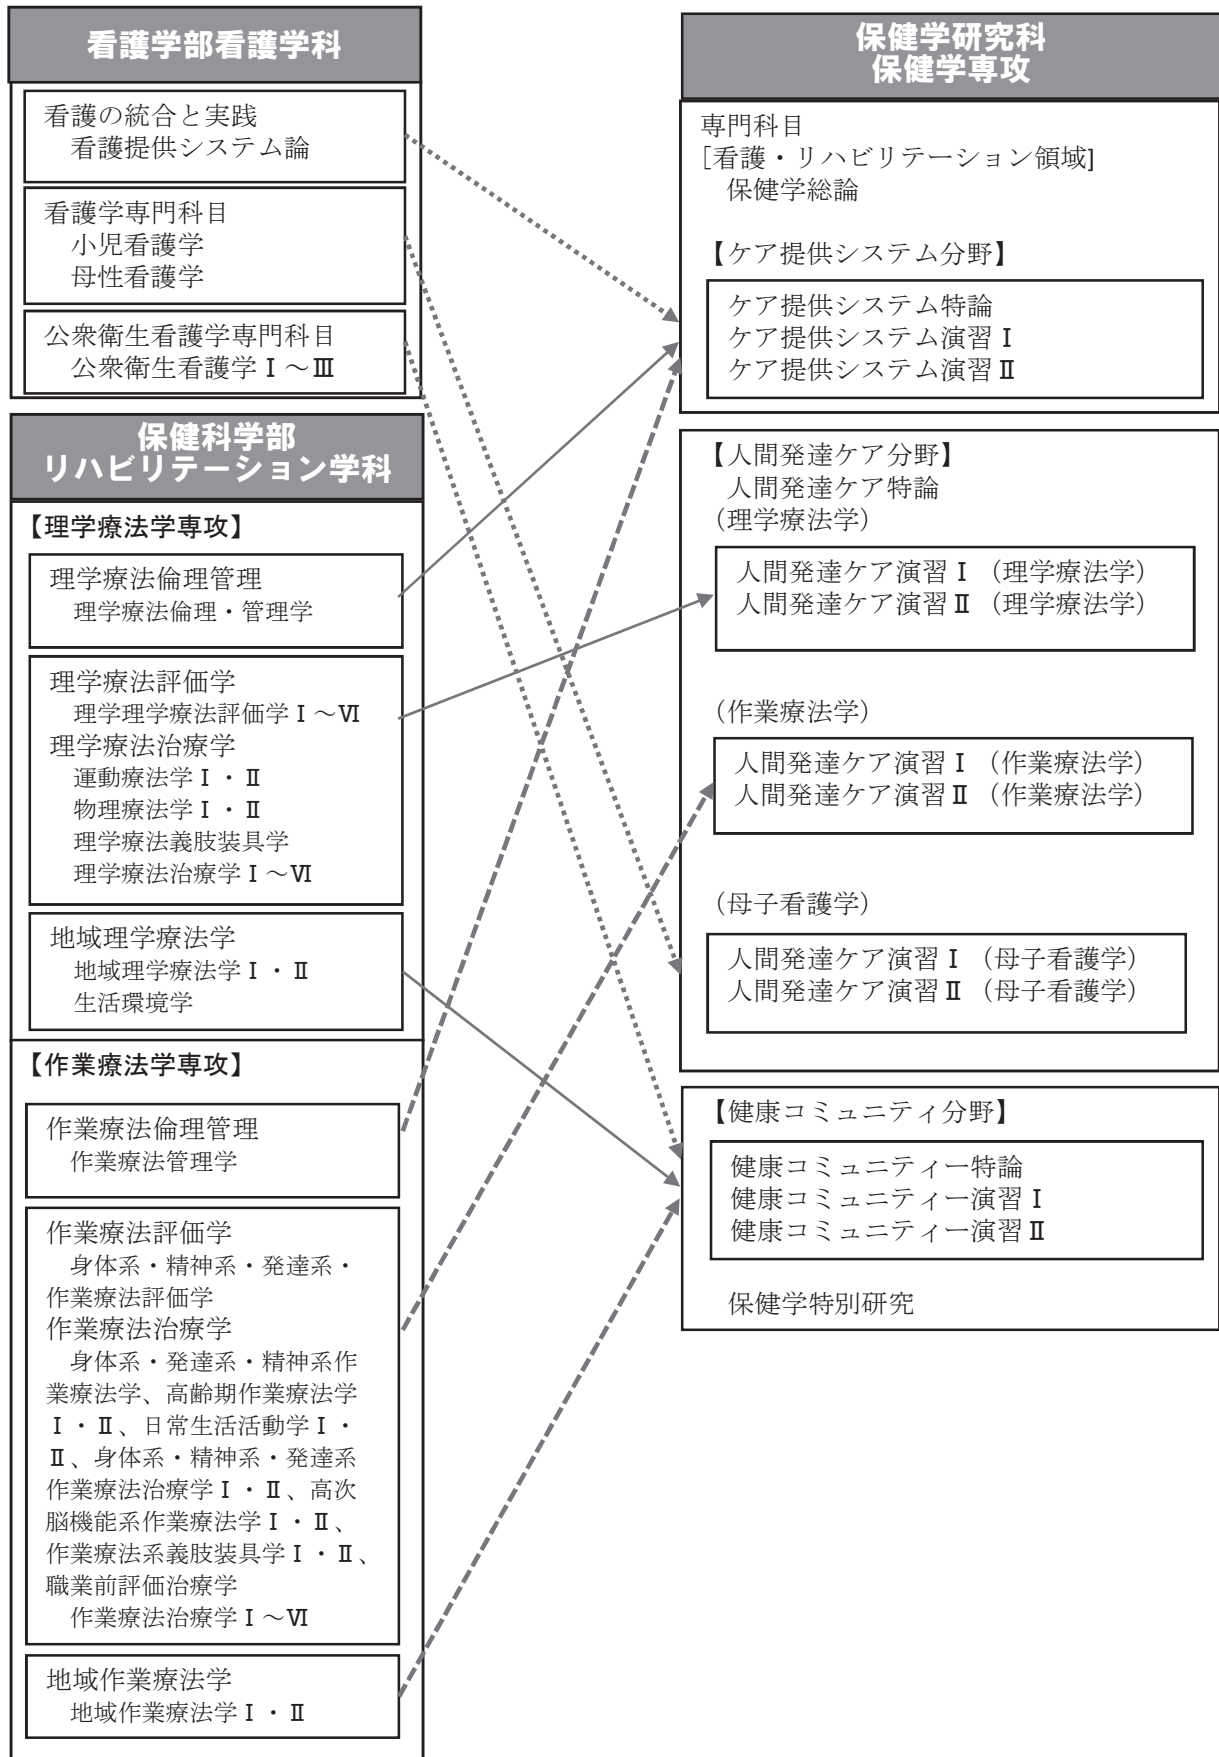 看護学部看護学科
看護の統合と実践
看護提供システム論
看護学専門科目
小児看護学
母性看護学
公衆衛生看護学専門科目
公衆衛生看護学Ⅰ～Ⅲ
保健科学部
リハビリテーション学科
【理学療法学専攻】
理学療法倫理管理
理学療法倫理・管理学
理学療法評価学
理学理学療法評価学Ⅰ～Ⅵ
理学療法治療学
運動療法学Ⅰ・Ⅱ
物理療法学Ⅰ・Ⅱ
理学療法義肢装具学
理学療法治療学Ⅰ～Ⅵ
地域理学療法学
地域理学療法学Ⅰ・Ⅱ
生活環境学
【作業療法学専攻】
作業療法倫理管理
作業療法管理学
作業療法評価学
身体系・精神系・発達系・
作業療法評価学
作業療法治療学
身体系・発達系・精神系作
業療法学、高齢期作業療法学
Ⅰ・Ⅱ、日常生活活動学Ⅰ・
Ⅱ、身体系・精神系・発達系
作業療法治療学Ⅰ・Ⅱ、高次
脳機能系作業療法学Ⅰ・Ⅱ、
作業療法系義肢装具学Ⅰ・Ⅱ、
職業前評価治療学
作業療法治療学Ⅰ～Ⅵ
地域作業療法学
地域作業療法学Ⅰ・Ⅱ
保健学研究科
保健学専攻
専門科目
[看護・リハビリテーション領域]
保健学総論
【ケア提供システム分野】
ケア提供システム特論
ケア提供システム演習Ⅰ
ケア提供システム演習Ⅱ
【人間発達ケア分野】
人間発達ケア特論
（理学療法学）
人間発達ケア演習Ⅰ（理学療法学）
人間発達ケア演習Ⅱ（理学療法学）
（作業療法学）
人間発達ケア演習Ⅰ（作業療法学）
人間発達ケア演習Ⅱ（作業療法学）
（母子看護学）
人間発達ケア演習Ⅰ（母子看護学）
人間発達ケア演習Ⅱ（母子看護学）
【健康コミュニティ分野】
健康コミュニティー特論
健康コミュニティー演習Ⅰ
健康コミュニティー演習Ⅱ
保健学特別研究